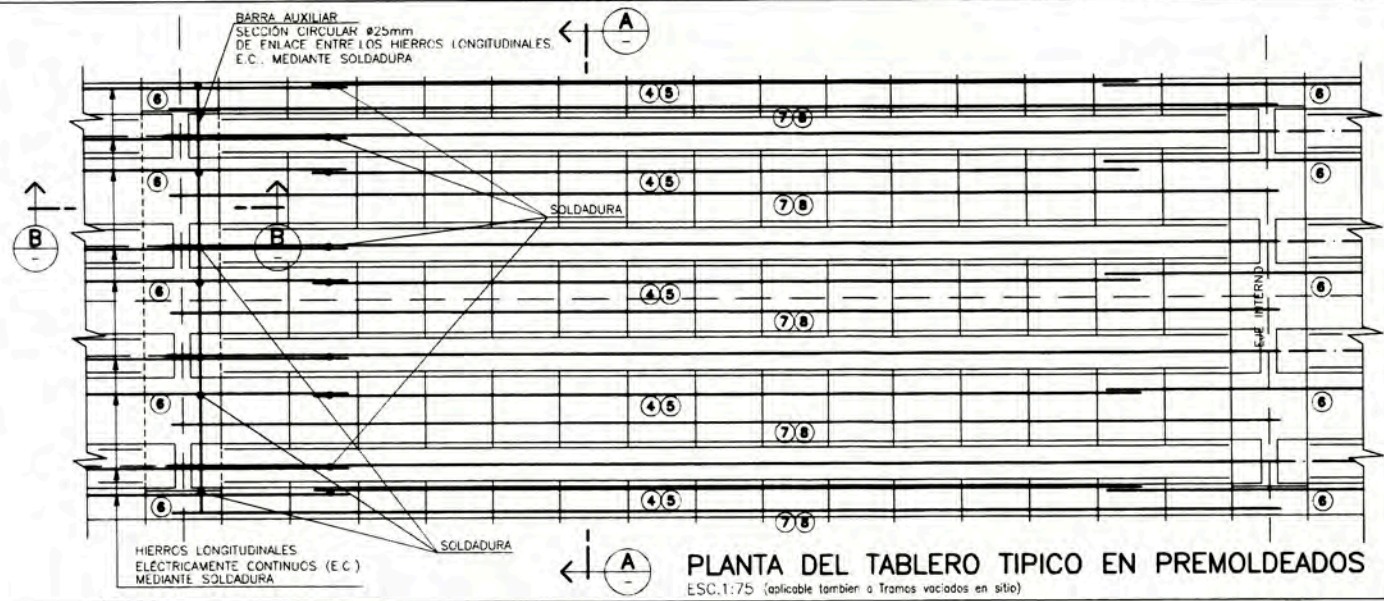 BARRA AUXILIAR
SECCIÓN CIRCULAR ø25mm
DE ENLACE ENTRE LOS HIERROS LONGITUDINALES
E.C. MEDIANTE SOLDADURA
A
-
6
4 5
6
7 8
6
4 5
6
7 8
SOLDADURA
B
-
B
-
6
4 5
6
7 8
EJE INTERNO
6
4 5
6
7 8
6
4 5
6
7 8
SOLDADURA
HIERROS LONGITUDINALES
ELÉCTRICAMENTE CONTINUOS (E.C.)
MEDIANTE SOLDADURA
A
-
PLANTA DEL TABLERO TIPICO EN PREMOLDEADOS
ESC.1:75 (aplicable tambien a Tramos vaciados en sitio)